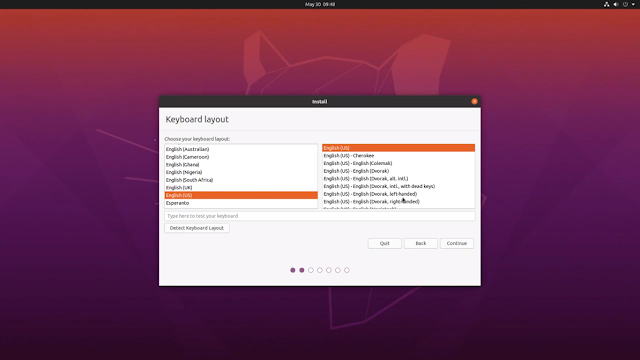 May 30 09:48
Install
Keyboard layout
Choose your keyboard layout:
English (Australian)
English (Cameroon)
English (Ghana)
English (Nigeria)
English (South Africa)
English (UK)
English (US)
Esperanto
English (US)
English (US) - Cherokee
English (US) - English (Colemak)
English (US) - English (Dvorak)
English (US) - English (Dvorak, alt. intl.)
English (US) - English (Dvorak, intl., with dead keys)
English (US) - English (Dvorak, left-handed)
English (US) - English (Dvorak, right-handed)
Type here to test your keyboard
Detect Keyboard Layout
Quit
Back
Continue